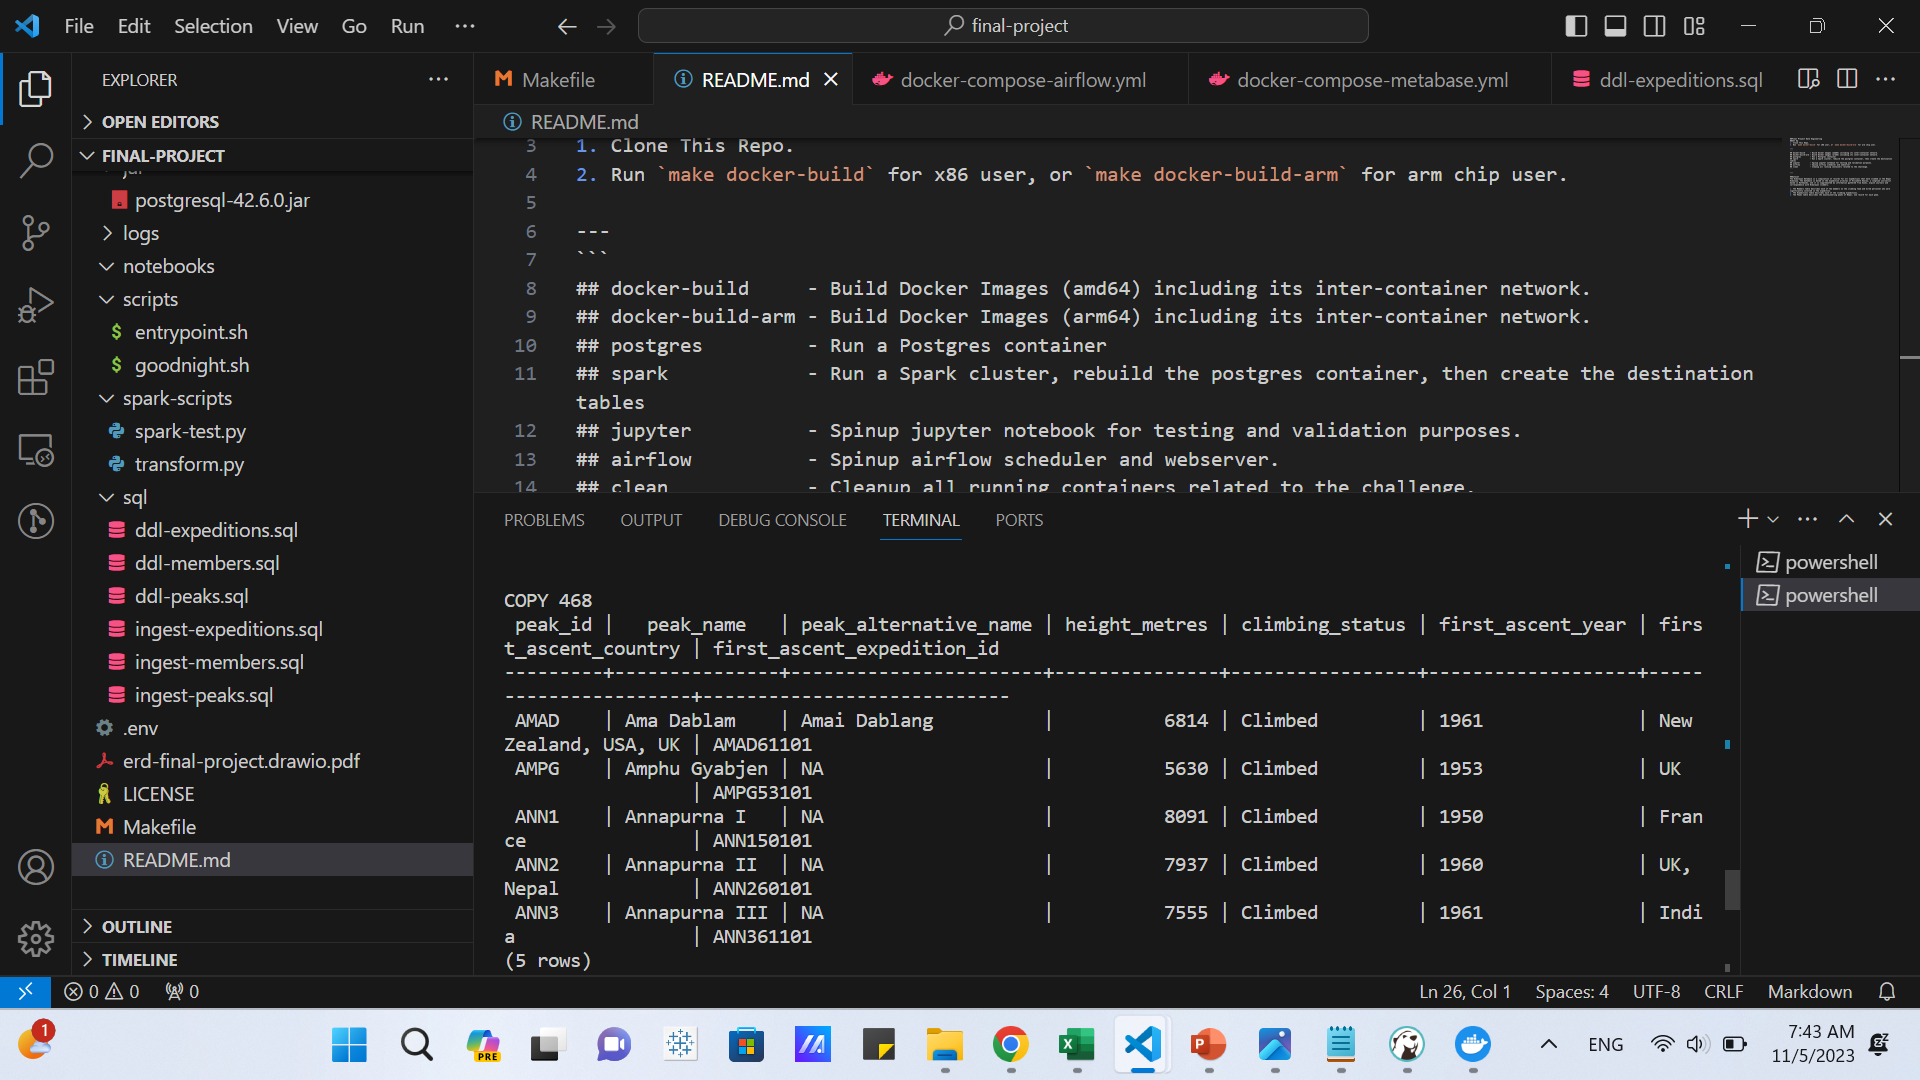 File Edit Selection View Go Run ···
final-project
EXPLORER ···
OPEN EDITORS
FINAL-PROJECT
jar
postgresql-42.6.0.jar
logs
notebooks
scripts
$ entrypoint.sh
$ goodnight.sh
spark-scripts
spark-test.py
transform.py
sql
ddl-expeditions.sql
ddl-members.sql
ddl-peaks.sql
ingest-expeditions.sql
ingest-members.sql
ingest-peaks.sql
.env
erd-final-project.drawio.pdf
LICENSE
Makefile
README.md
OUTLINE
TIMELINE
Makefile README.md docker-compose-airflow.yml docker-compose-metabase.yml ddl-expeditions.sql
README.md
3 1. Clone This Repo.
4 2. Run `make docker-build` for x86 user, or `make docker-build-arm` for arm chip user.
5
6 ---
7 ```
8 ## docker-build - Build Docker Images (amd64) including its inter-container network.
9 ## docker-build-arm - Build Docker Images (arm64) including its inter-container network.
10 ## postgres - Run a Postgres container
11 ## spark - Run a Spark cluster, rebuild the postgres container, then create the destination
tables
12 ## jupyter - Spinup jupyter notebook for testing and validation purposes.
13 ## airflow - Spinup airflow scheduler and webserver.
14 ## clean - Cleanup all running containers related to the challenge.
PROBLEMS OUTPUT DEBUG CONSOLE TERMINAL PORTS
powershell
powershell
COPY 468
peak_id | peak_name | peak_alternative_name | height_metres | climbing_status | first_ascent_year | firs
t_ascent_country | first_ascent_expedition_id
---------+---------------+-----------------------+---------------+-----------------+-------------------+-----
-----------------+----------------------------
AMAD | Ama Dablam | Amai Dablang | 6814 | Climbed | 1961 | New
Zealand, USA, UK | AMAD61101
AMPG | Amphu Gyabjen | NA | 5630 | Climbed | 1953 | UK
| AMPG53101
ANN1 | Annapurna I | NA | 8091 | Climbed | 1950 | Fran
ce | ANN150101
ANN2 | Annapurna II | NA | 7937 | Climbed | 1960 | UK,
Nepal | ANN260101
ANN3 | Annapurna III | NA | 7555 | Climbed | 1961 | Indi
a | ANN361101
(5 rows)
0 0 0
Ln 26, Col 1 Spaces: 4 UTF-8 CRLF Markdown
1
PRE
ENG
7:43 AM
11/5/2023